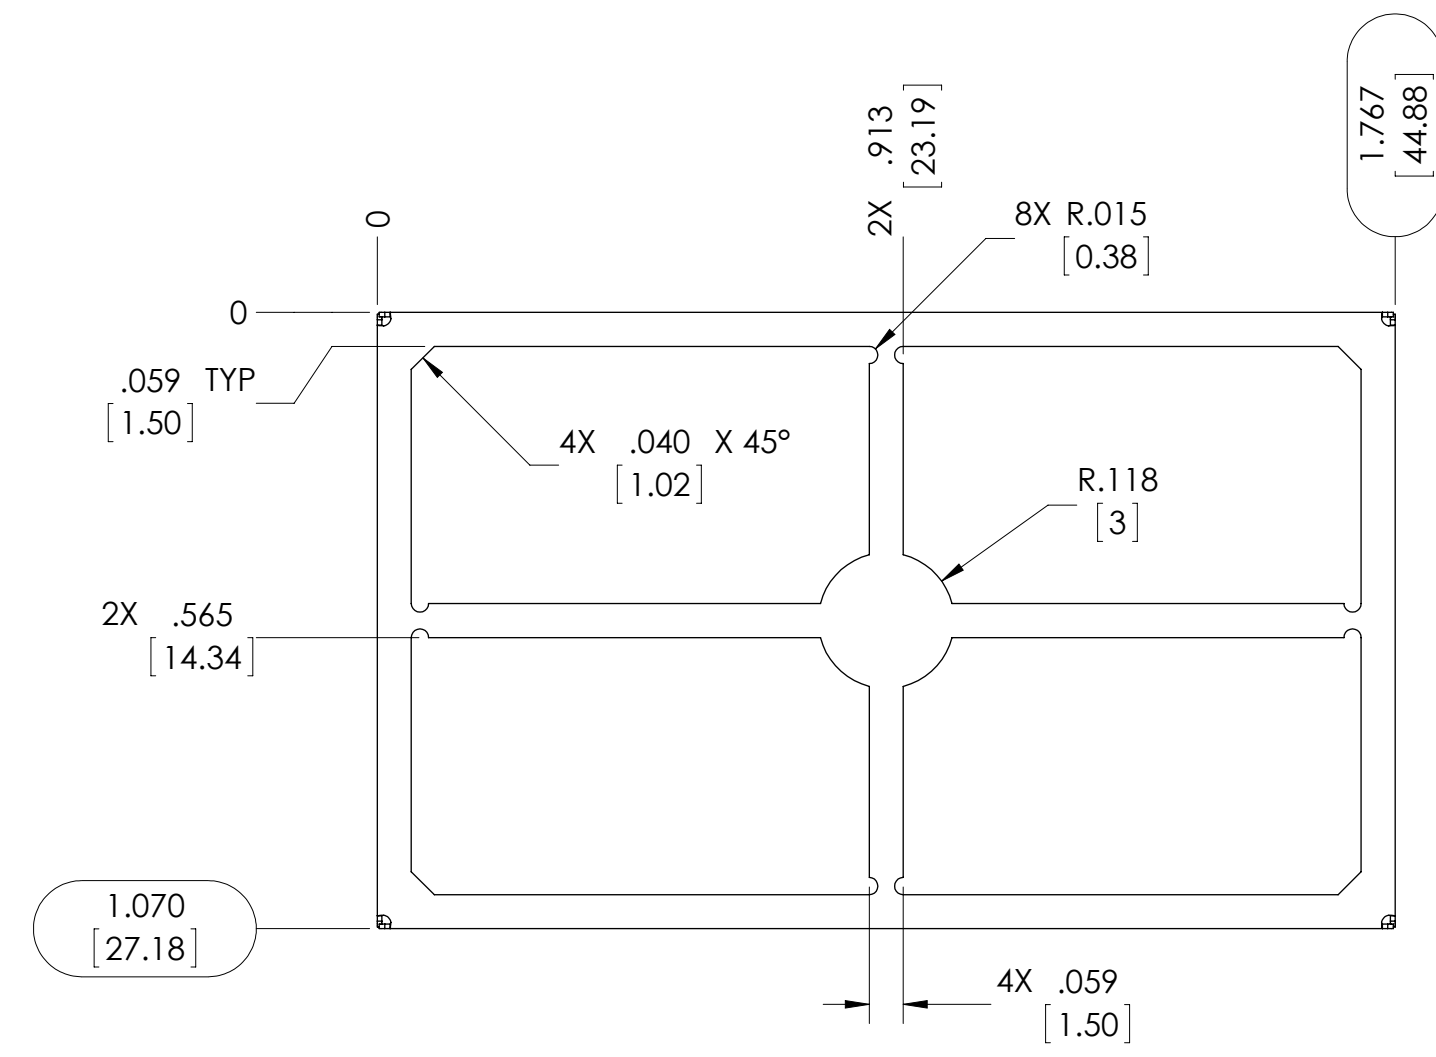 1.767
[44.88]
2X .913
[23.19]
0
8X R.015
[0.38]
0
.059 TYP
[1.50]
4X .040 X 45°
[1.02]
R.118
[3]
2X .565
[14.34]
1.070
[27.18]
4X .059
[1.50]